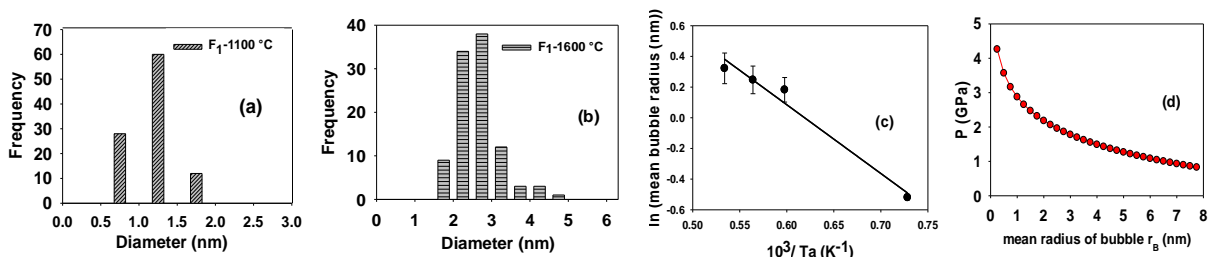 70
60
50
40
30
20
10
0
Frequency
F1-1100 °C
(a)
0.0 0.5 1.0 1.5 2.0 2.5 3.0
Diameter (nm)
40
30
20
10
0
Frequency
F1-1600 °C
(b)
0 1 2 3 4 5 6
Diameter (nm)
0.6
0.4
0.2
0.0
-0.2
-0.4
-0.6
ln (mean bubble radius (nm))
(c)
0.50 0.55 0.60 0.65 0.70 0.75
10^3/ Ta (K^-1)
5
4
3
2
1
0
P (GPa)
(d)
0 1 2 3 4 5 6 7 8
mean radius of bubble rB (nm)